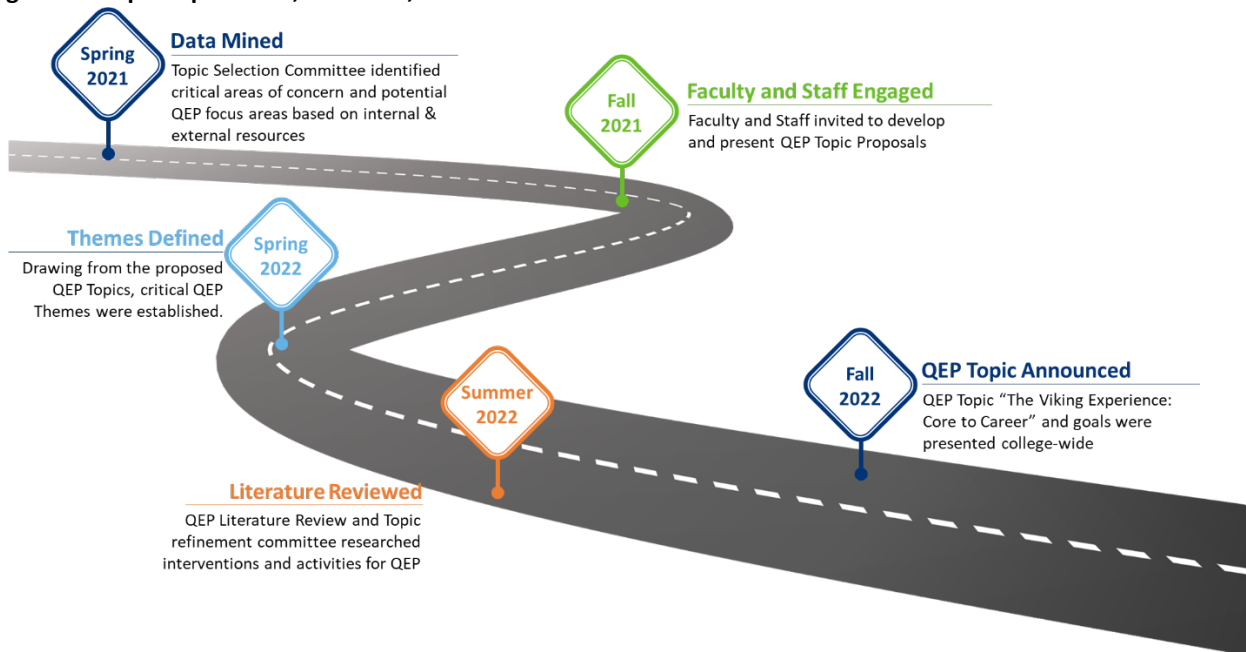 Spring
2021
Data Mined
Topic Selection Committee identified
critical areas of concern and potential
QEP focus areas based on internal &
external resources
Fall
2021
Faculty and Staff Engaged
Faculty and Staff invited to develop
and present QEP Topic Proposals
Themes Defined
Drawing from the proposed
QEP Topics, critical QEP
Themes were established.
Spring
2022
Summer
2022
Literature Reviewed
QEP Literature Review and Topic
refinement committee researched
interventions and activities for QEP
Fall
2022
QEP Topic Announced
QEP Topic “The Viking Experience:
Core to Career” and goals were
presented college-wide